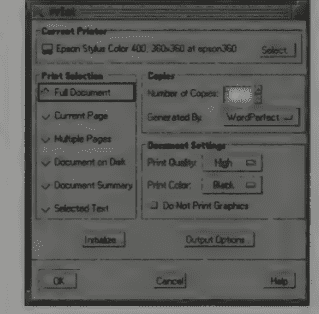 Print
Current Printer
Epson Stylus Color 400, 360x360 at epson360
Select...
Print Selection
Full Document
Current Page
Multiple Pages
Document on Disk
Document Summary
Selected Text
Copies
Number of Copies:
Generated By: WordPerfect
Document Settings
Print Quality: High
Print Color: Black
Do Not Print Graphics
Initialize
Output Options...
OK
Cancel
Help